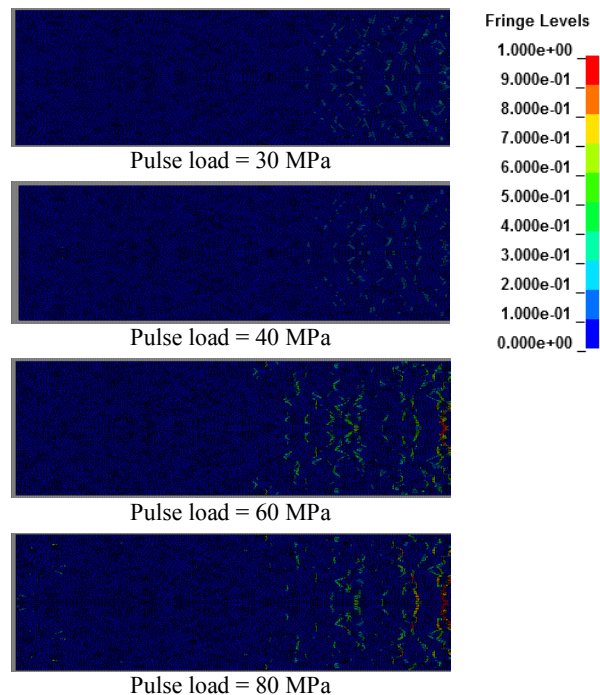 Fringe Levels
1.000e+00
9.000e-01
8.000e-01
7.000e-01
6.000e-01
5.000e-01
4.000e-01
3.000e-01
2.000e-01
1.000e-01
0.000e+00
Pulse load = 30 MPa
Pulse load = 40 MPa
Pulse load = 60 MPa
Pulse load = 80 MPa